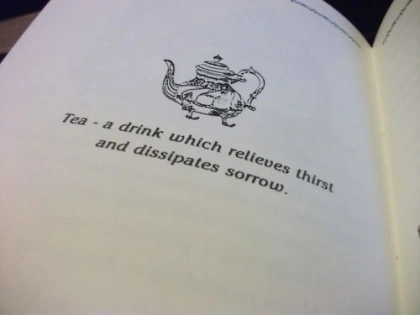 Tea - a drink which relieves thirst
and dissipates sorrow.